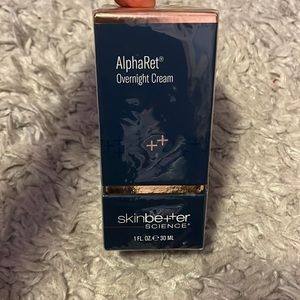 AlphaRet®
Overnight Cream
++
skinbetter
SCIENCE®
1 FL OZ. ℮ 30 ML